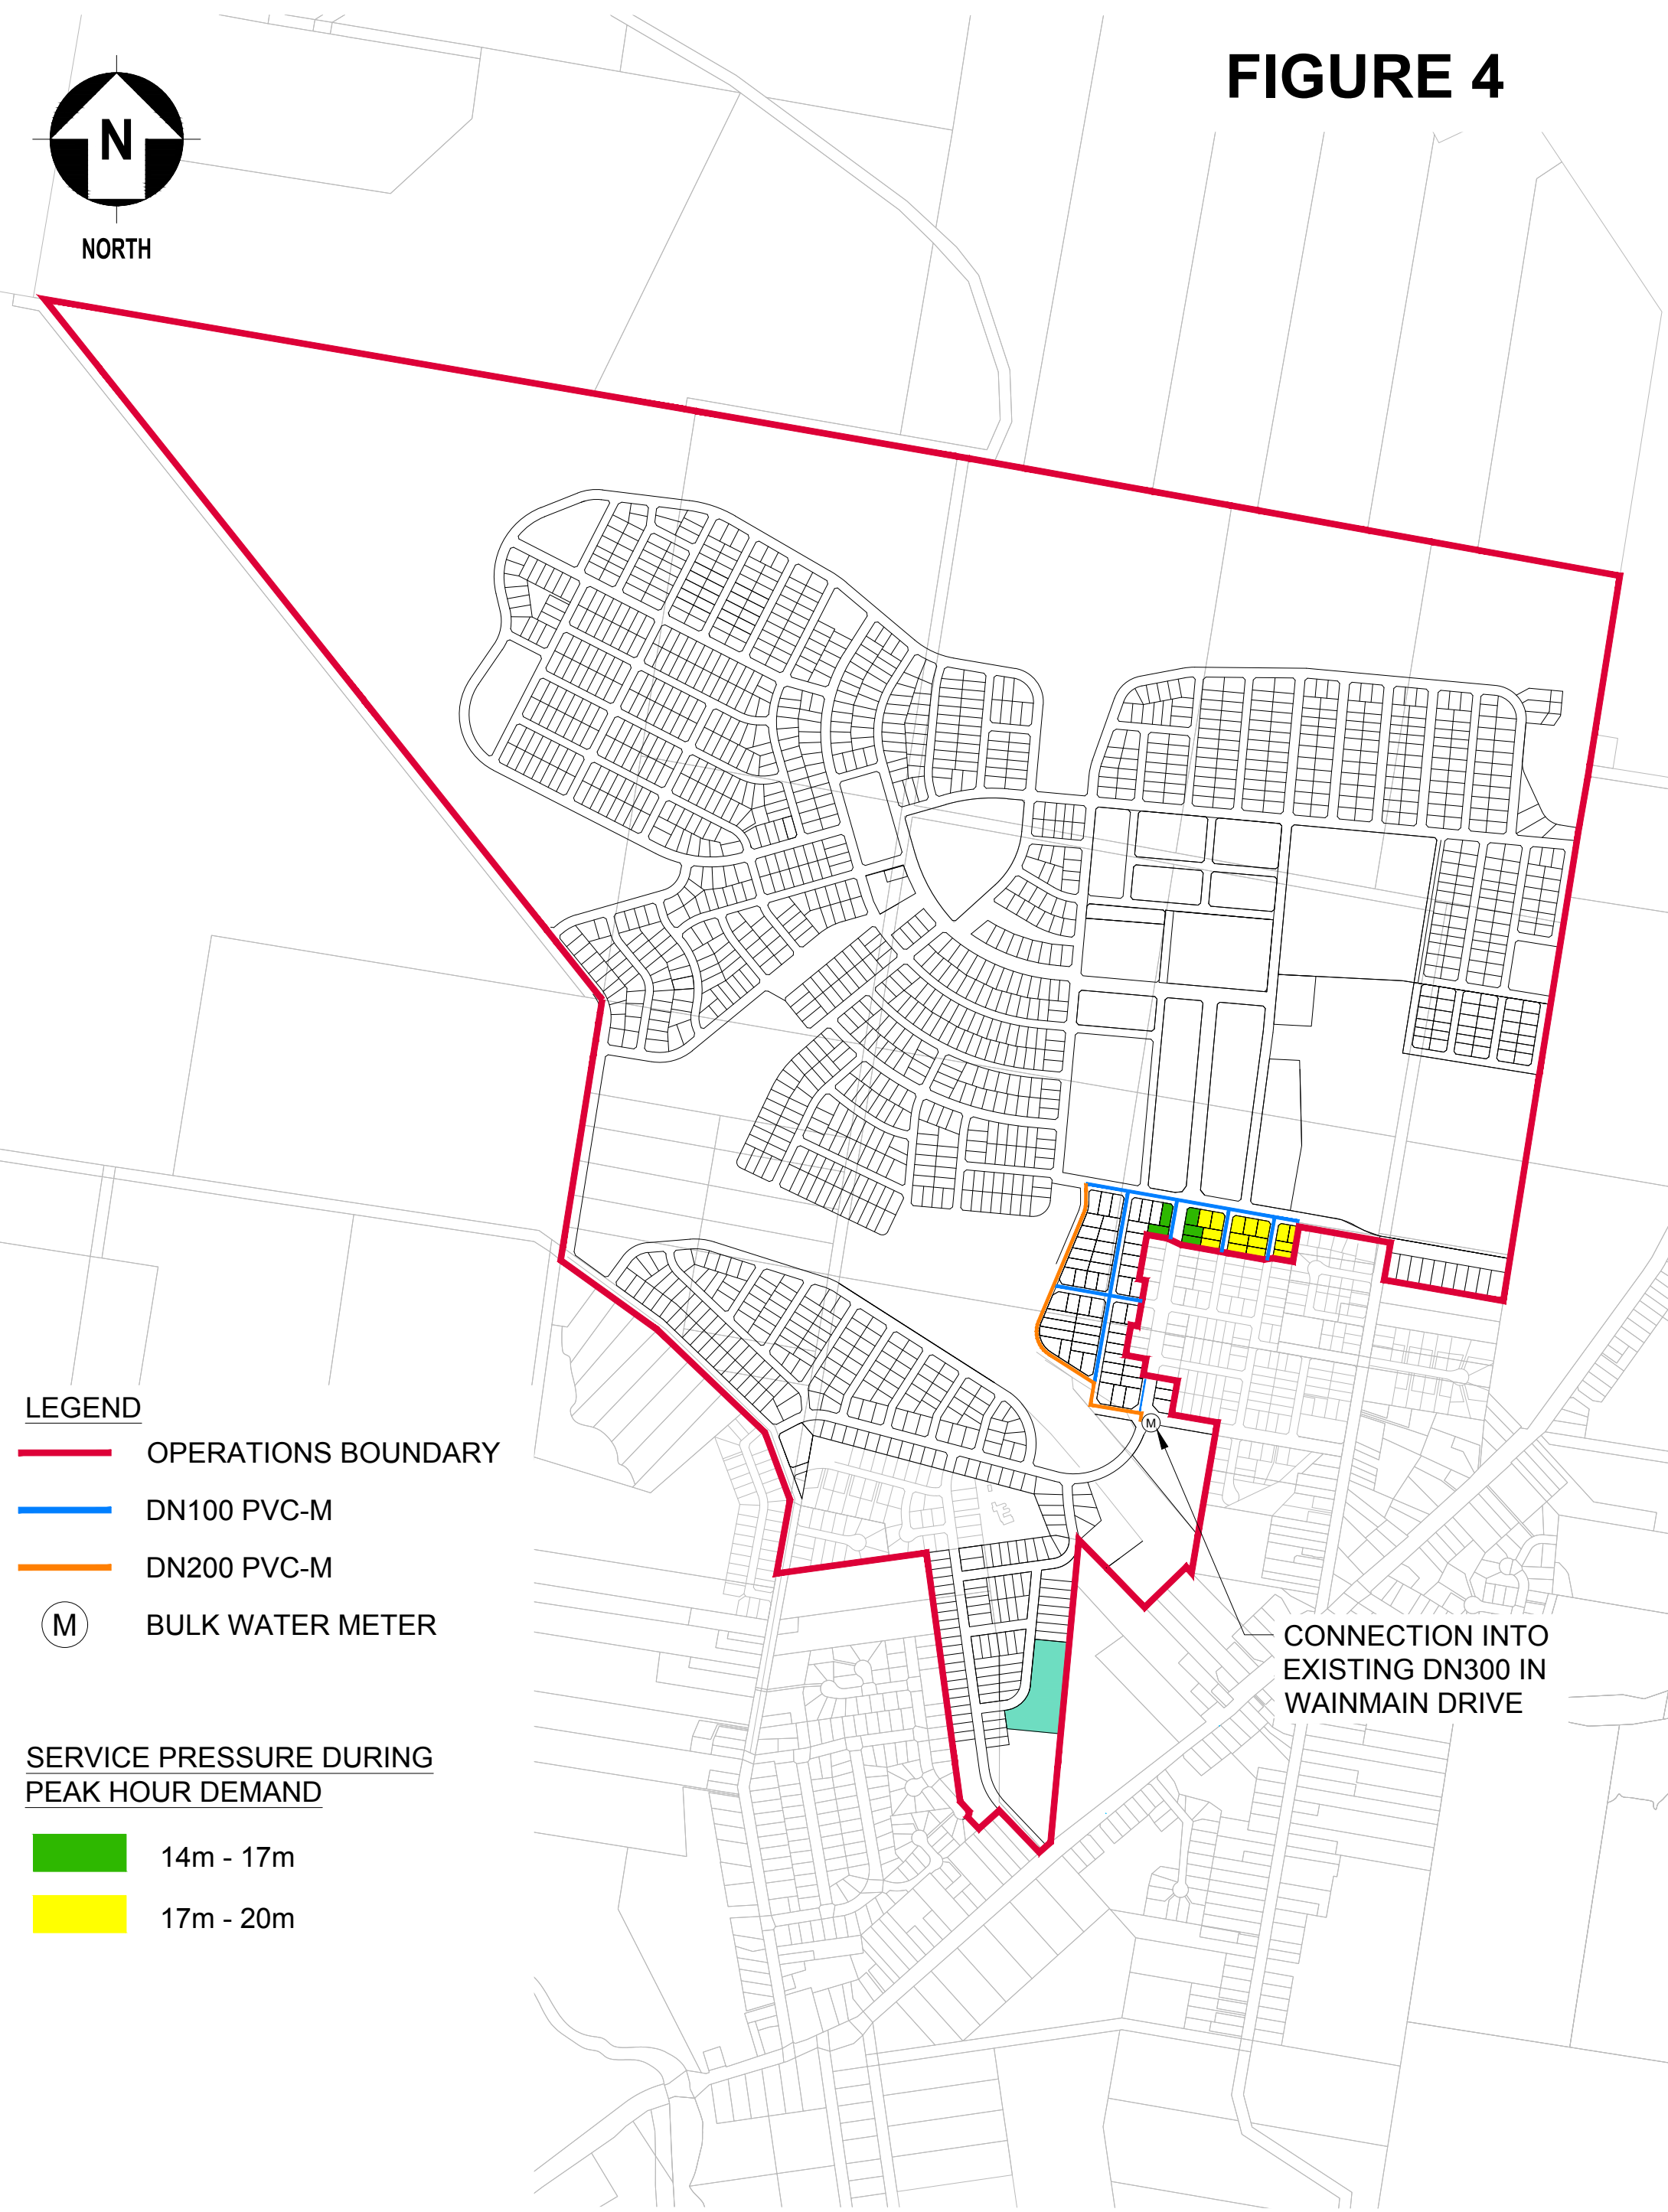 FIGURE 4
N
NORTH
M
LEGEND
OPERATIONS BOUNDARY
DN100 PVC-M
DN200 PVC-M
M BULK WATER METER
CONNECTION INTO
EXISTING DN300 IN
WAINMAIN DRIVE
SERVICE PRESSURE DURING
PEAK HOUR DEMAND
14m - 17m
17m - 20m